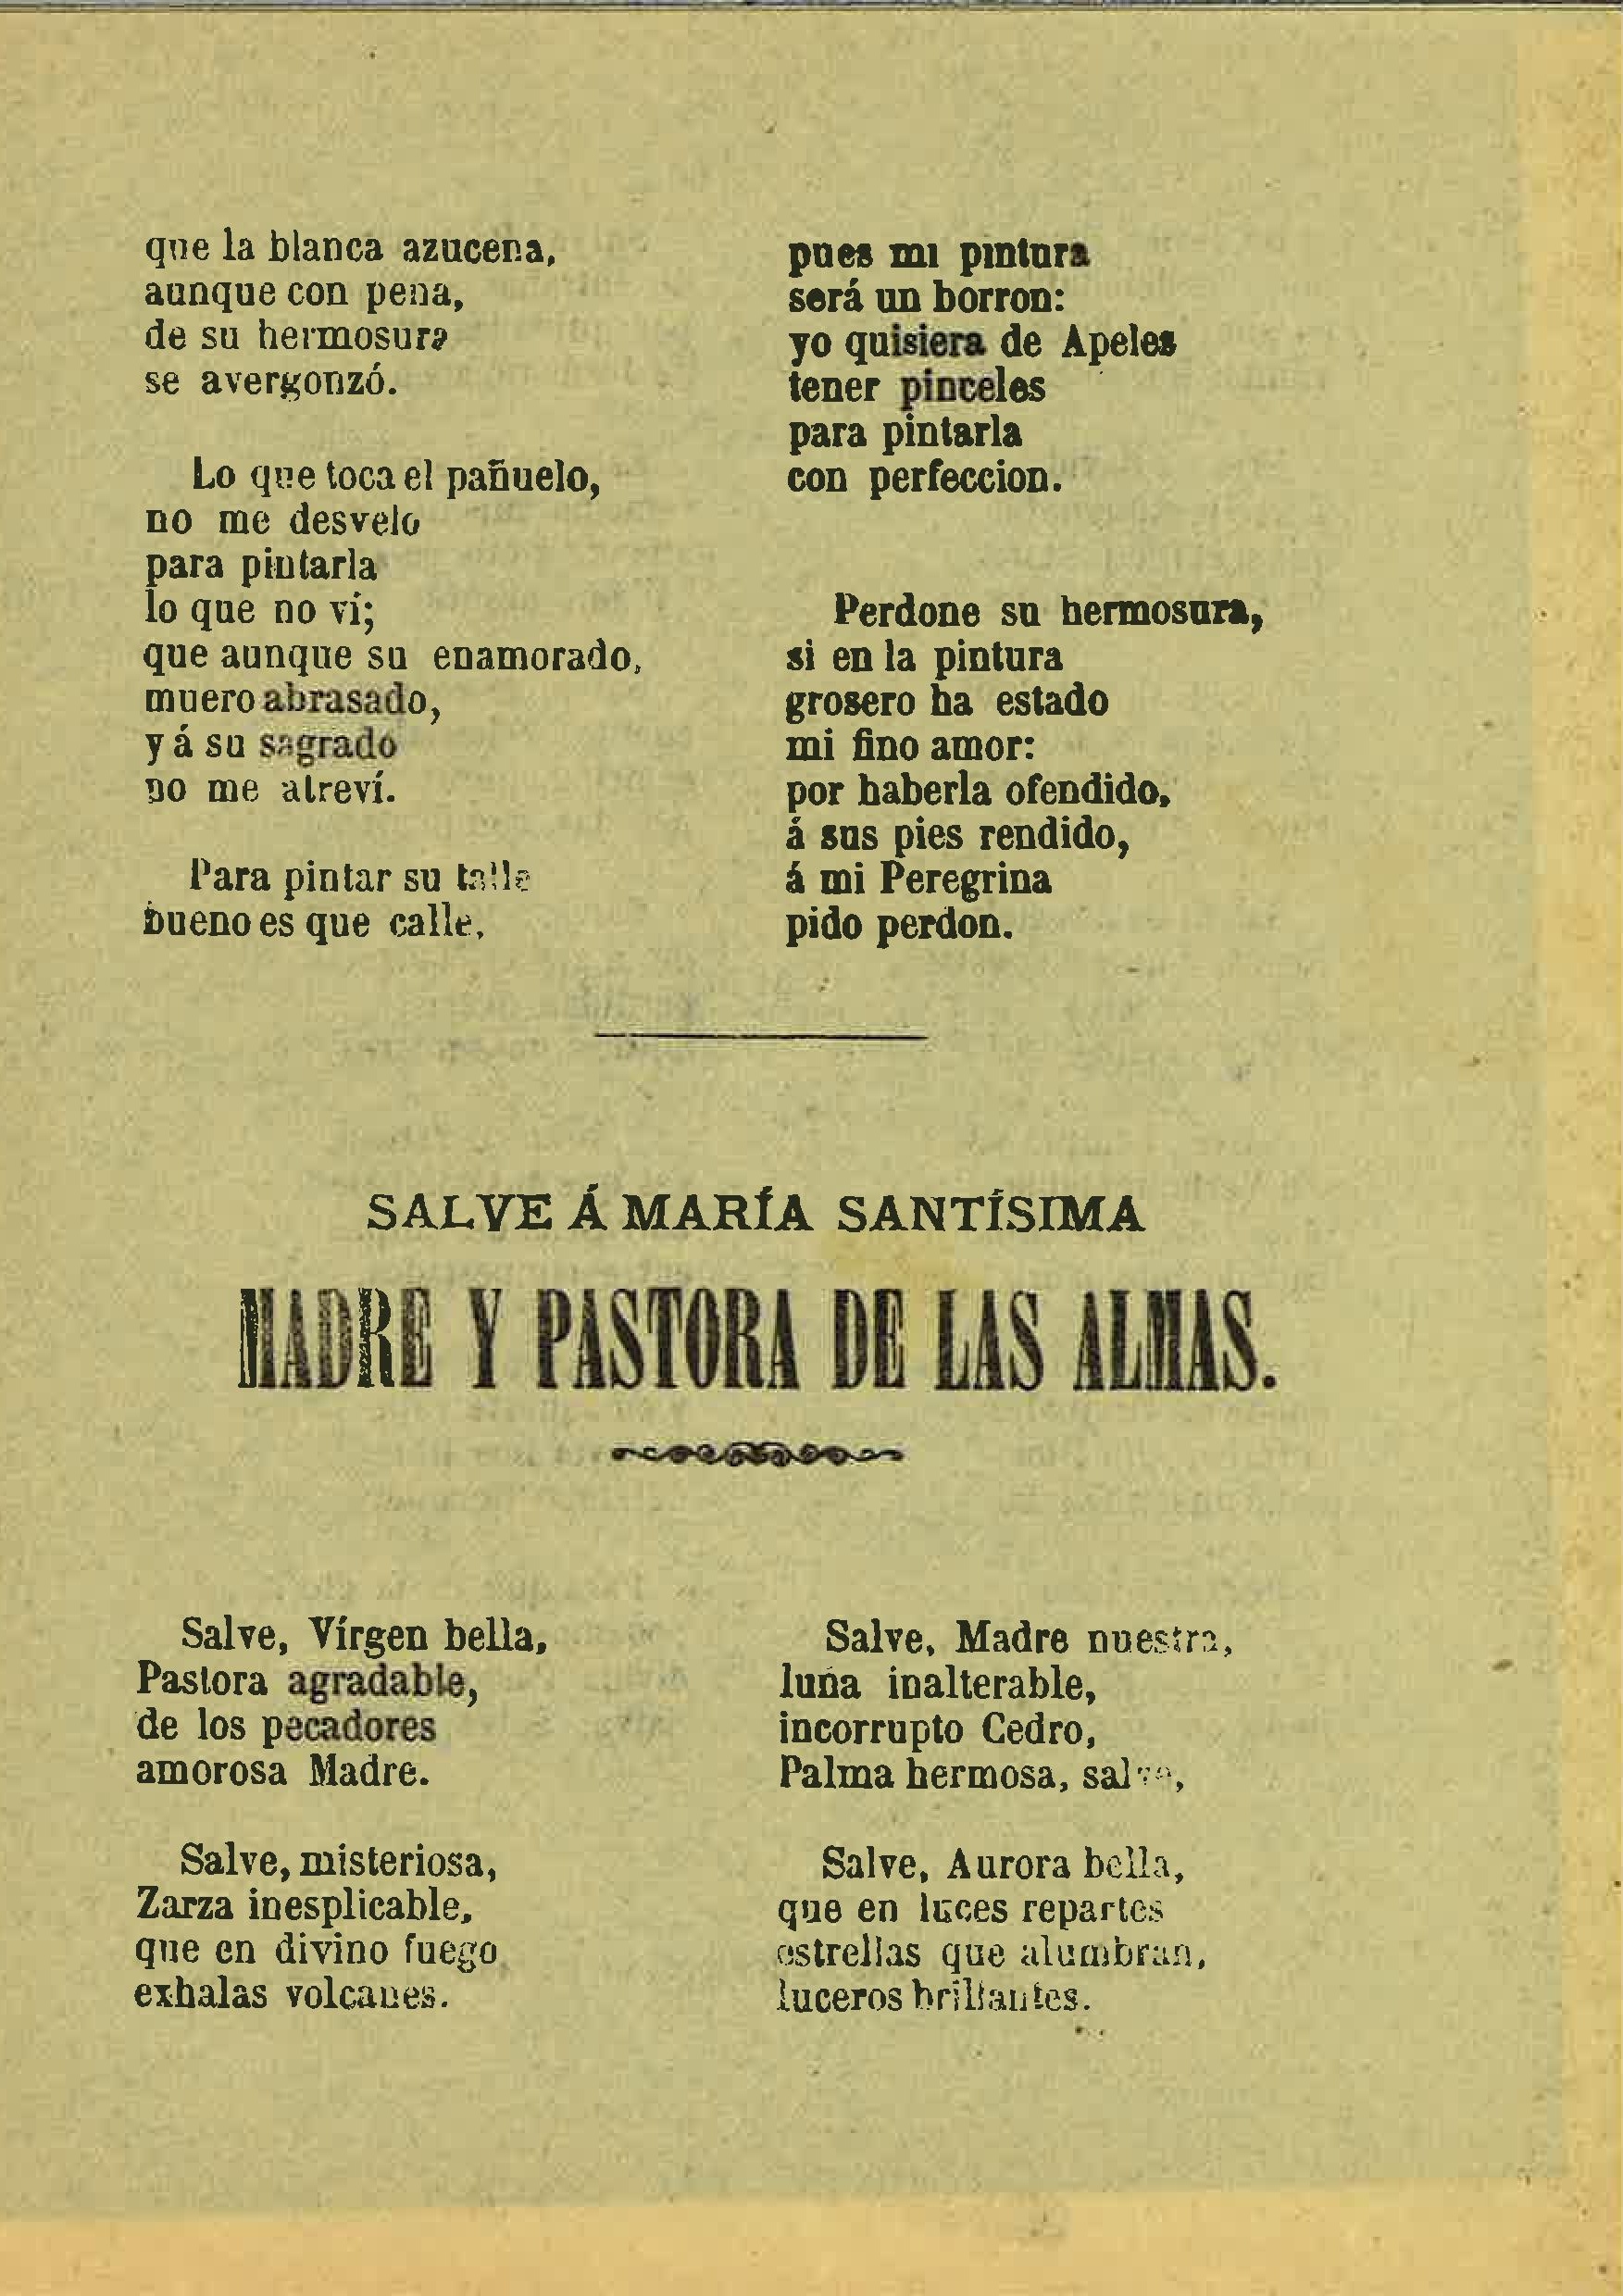 que la blanca azucena,
aunque con pena,
de su hermosura
se avergonzó.
Lo que toca el pañuelo,
no me desvelo
para pintarla
lo que no ví;
que aunque su enamorado,
muero abrasado,
y á su sagrado
no me atreví.
Para pintar su talle
bueno es que calle,
pues mi pintura
será un borron:
yo quisiera de Apeles
tener pinceles
para pintarla
con perfeccion.
Perdone su hermosura,
si en la pintura
grosero ha estado
mi fino amor:
por haberla ofendido,
á sus pies rendido,
á mi Peregrina
pido perdon.
SALVE Á MARÍA SANTÍSIMA
MADRE Y PASTORA DE LAS ALMAS.
Salve, Vírgen bella,
Pastora agradable,
de los pecadores
amorosa Madre.
Salve, misteriosa,
Zarza inesplicable,
que en divino fuego
exhalas volcanes.
Salve, Madre nuestra,
luna inalterable,
incorrupto Cedro,
Palma hermosa, salve,
Salve, Aurora bella,
que en luces repartes
estrellas que alumbran,
luceros brillantes.